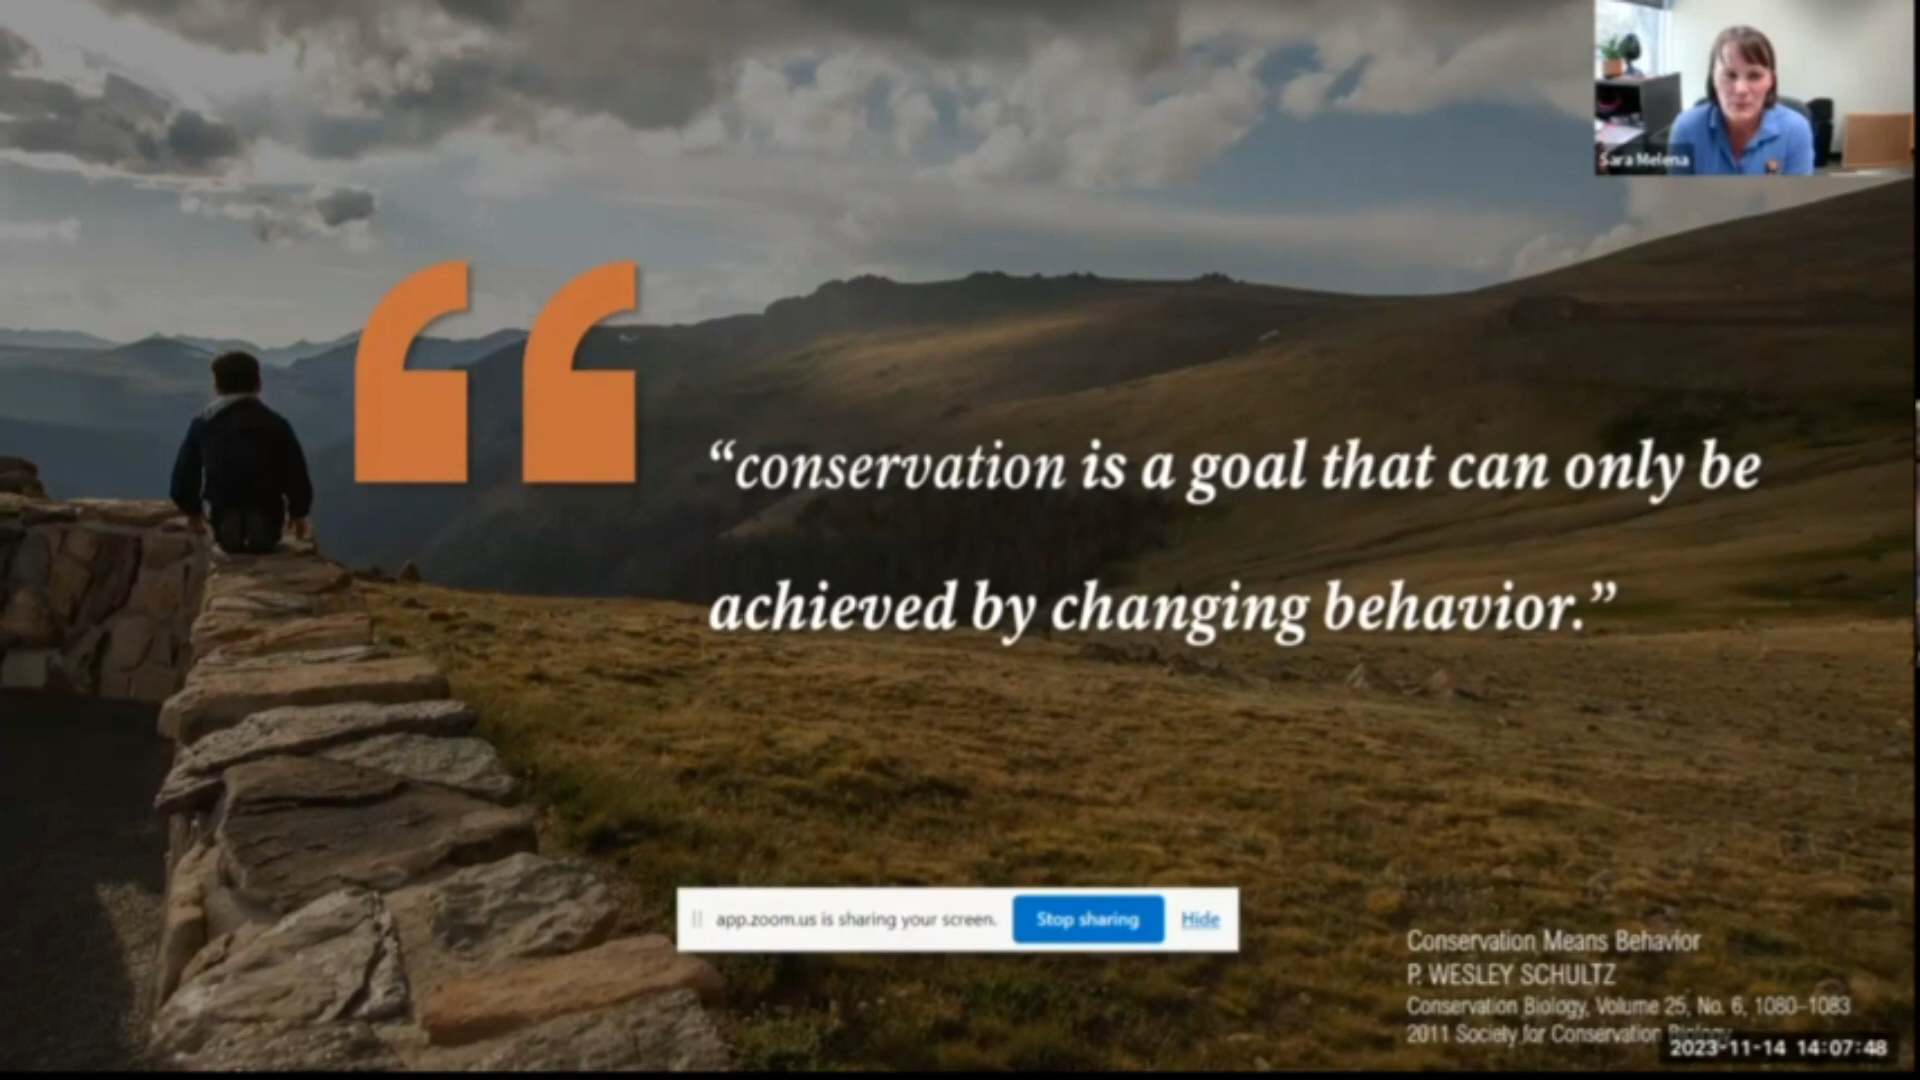 Sara Melena
“conservation is a goal that can only be
achieved by changing behavior.”
app.zoom.us is sharing your screen. Stop sharing Hide
Conservation Means Behavior
P. WESLEY SCHULTZ
Conservation Biology, Volume 25, No. 6, 1080–1083
2011 Society for Conservation Biology
2023-11-14 14:07:48